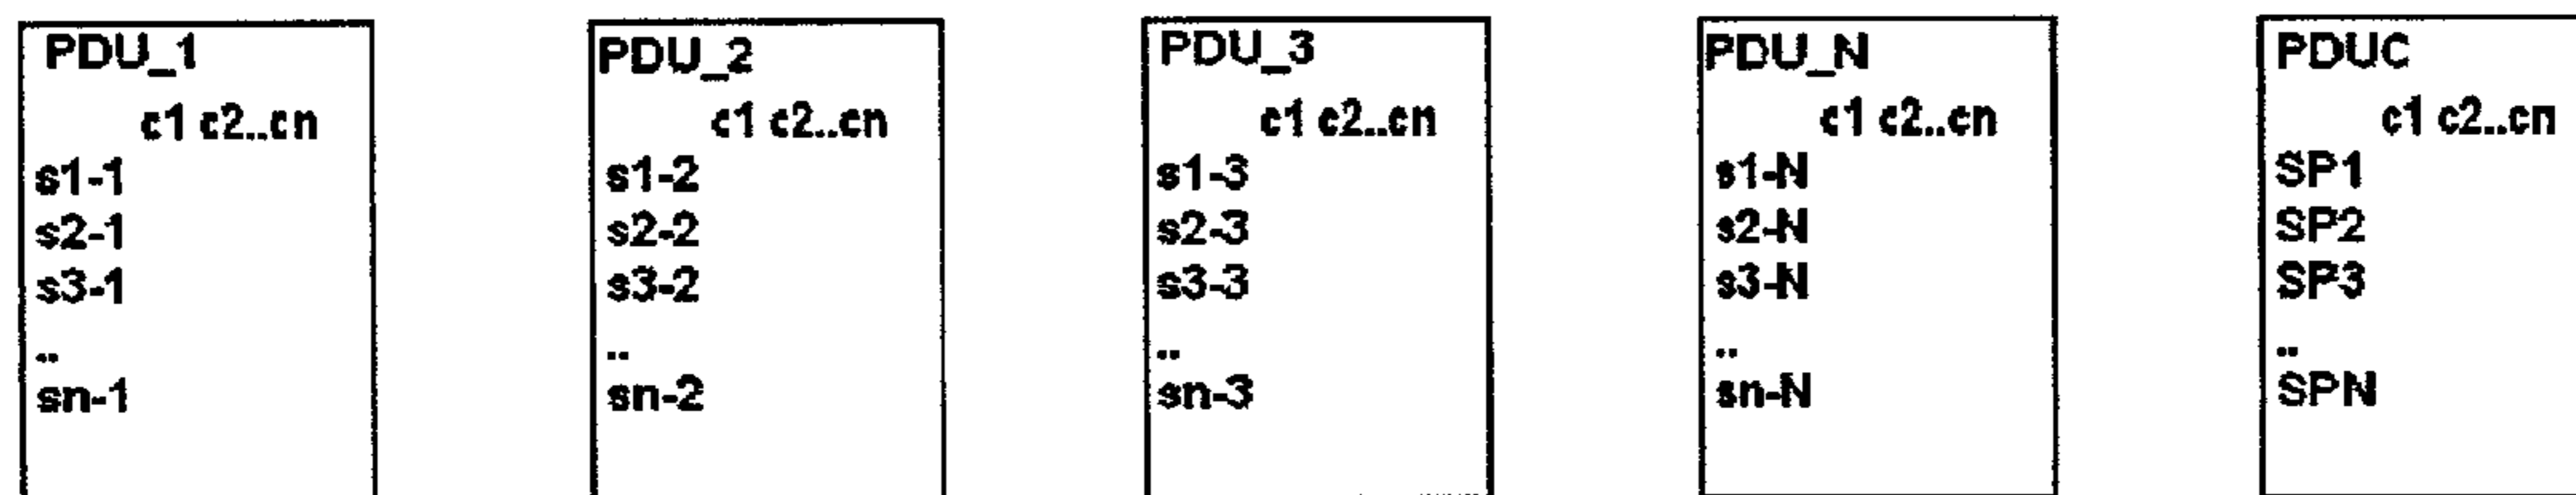 PDU_1
c1 c2..cn
s1-1
s2-1
s3-1
..
sn-1
PDU_2
c1 c2..cn
s1-2
s2-2
s3-2
..
sn-2
PDU_3
c1 c2..cn
s1-3
s2-3
s3-3
..
sn-3
PDU_N
c1 c2..cn
s1-N
s2-N
s3-N
..
sn-N
PDUC
c1 c2..cn
SP1
SP2
SP3
..
SPN